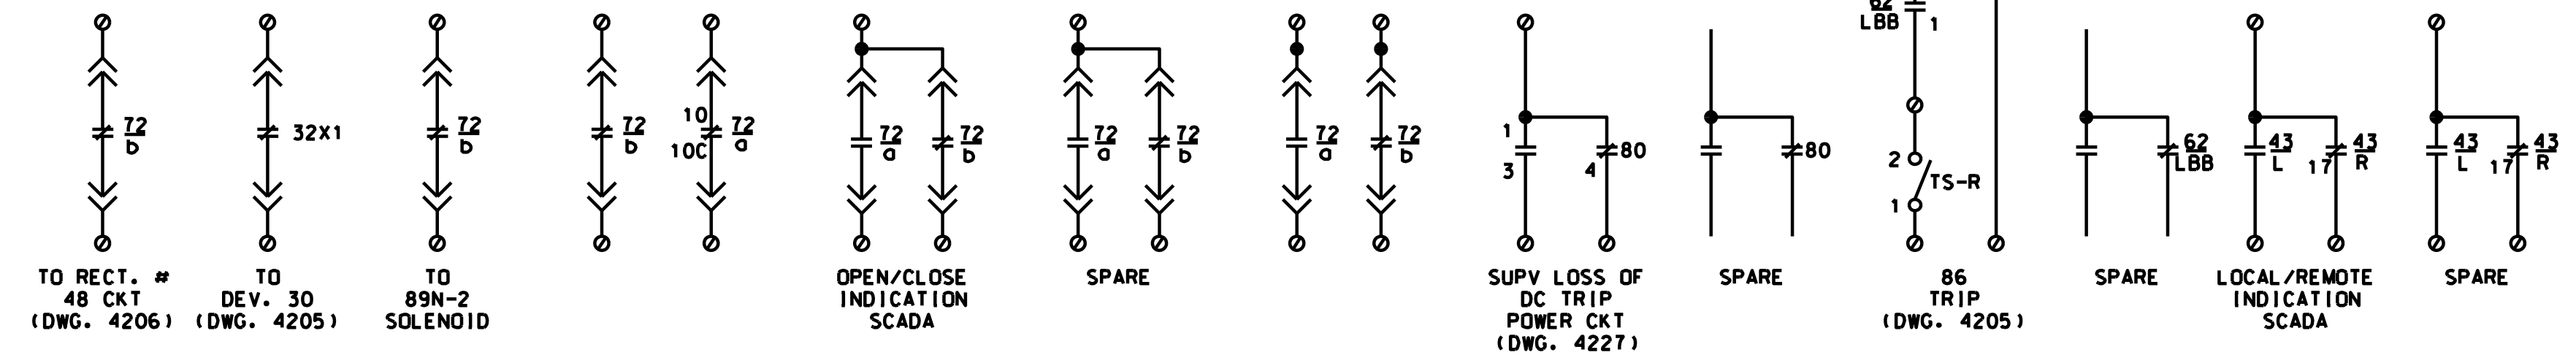 72
b
TO RECT. #
48 CKT
(DWG. 4206)
32X1
TO
DEV. 30
(DWG. 4205)
72
b
TO
89N-2
SOLENOID
72
b
10
10C
72
a
72
a
72
b
OPEN/CLOSE
INDICATION
SCADA
72
a
72
b
SPARE
72
a
72
b
1
3
4
80
SUPV LOSS OF
DC TRIP
POWER CKT
(DWG. 4227)
80
SPARE
62
LBB
1
2
TS-R
1
86
TRIP
(DWG. 4205)
62
LBB
SPARE
43
L
17
43
R
LOCAL/REMOTE
INDICATION
SCADA
43
L
17
43
R
SPARE